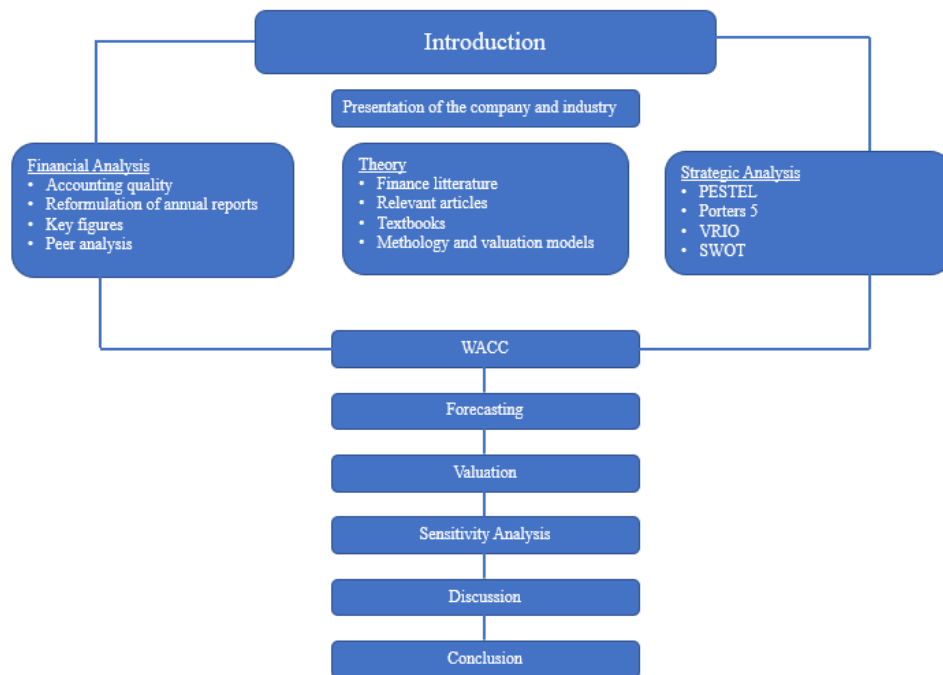 Introduction
Presentation of the company and industry
Financial Analysis
• Accounting quality
• Reformulation of annual reports
• Key figures
• Peer analysis
Theory
• Finance litterature
• Relevant articles
• Textbooks
• Methology and valuation models
Strategic Analysis
• PESTEL
• Porters 5
• VRIO
• SWOT
WACC
Forecasting
Valuation
Sensitivity Analysis
Discussion
Conclusion